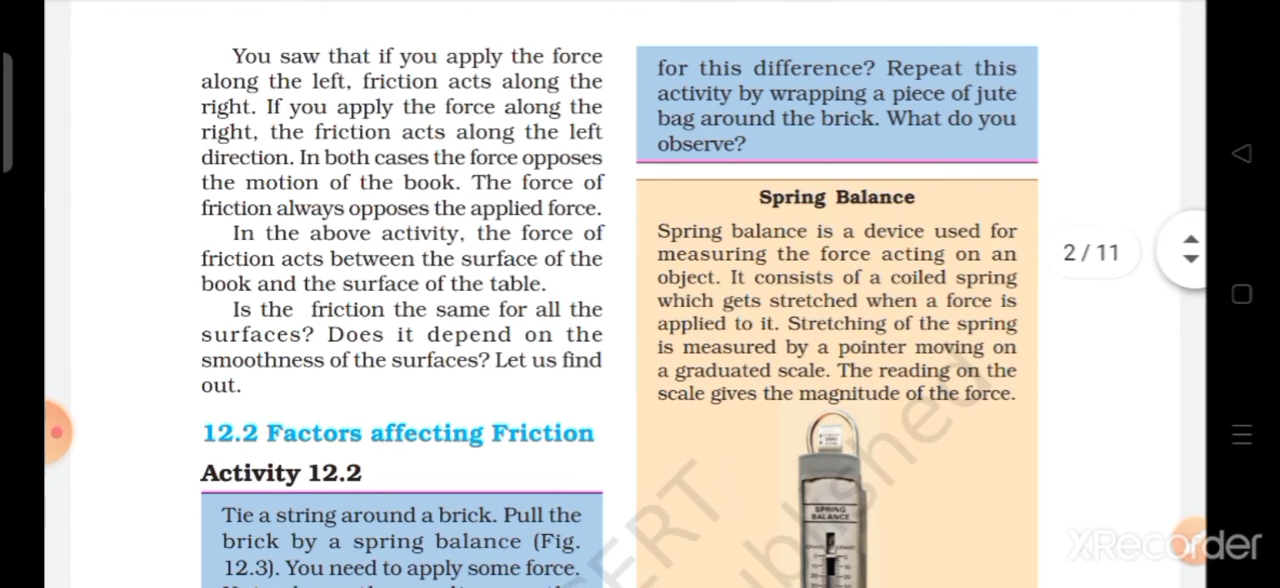 You saw that if you apply the force
along the left, friction acts along the
right. If you apply the force along the
right, the friction acts along the left
direction. In both cases the force opposes
the motion of the book. The force of
friction always opposes the applied force.
In the above activity, the force of
friction acts between the surface of the
book and the surface of the table.
Is the friction the same for all the
surfaces? Does it depend on the
smoothness of the surfaces? Let us find
out.
12.2 Factors affecting Friction
Activity 12.2
Tie a string around a brick. Pull the
brick by a spring balance (Fig.
12.3). You need to apply some force.
for this difference? Repeat this
activity by wrapping a piece of jute
bag around the brick. What do you
observe?
Spring Balance
Spring balance is a device used for
measuring the force acting on an
object. It consists of a coiled spring
which gets stretched when a force is
applied to it. Stretching of the spring
is measured by a pointer moving on
a graduated scale. The reading on the
scale gives the magnitude of the force.
SPRING
BALANCE
2 / 11
XRecorder